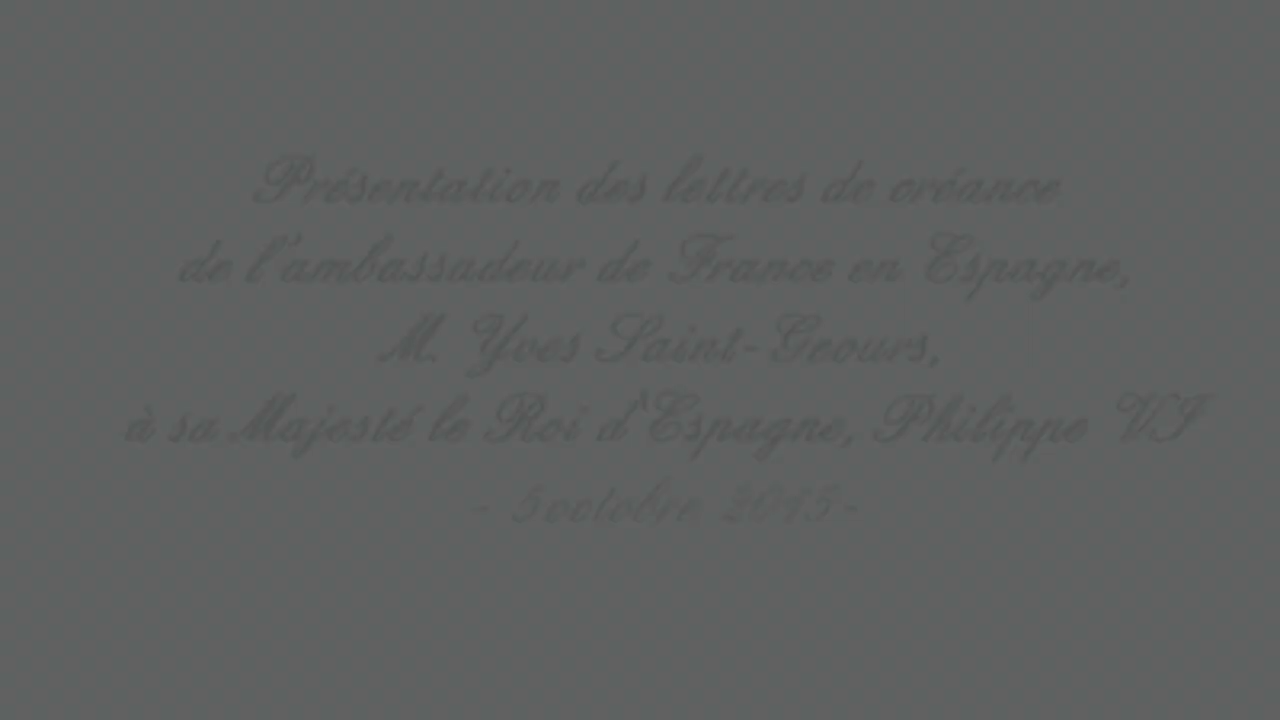 Présentation des lettres de créance
de l'ambassadeur de France en Espagne,
M. Yves Saint-Geours,
à sa Majesté le Roi d'Espagne, Philippe VI
- 5 octobre 2015 -